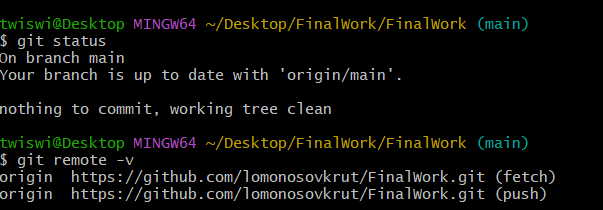 twiswi@Desktop MINGW64 ~/Desktop/FinalWork/FinalWork (main)
$ git status
On branch main
Your branch is up to date with 'origin/main'.
nothing to commit, working tree clean
twiswi@Desktop MINGW64 ~/Desktop/FinalWork/FinalWork (main)
$ git remote -v
origin  https://github.com/lomonosovkrut/FinalWork.git (fetch)
origin  https://github.com/lomonosovkrut/FinalWork.git (push)